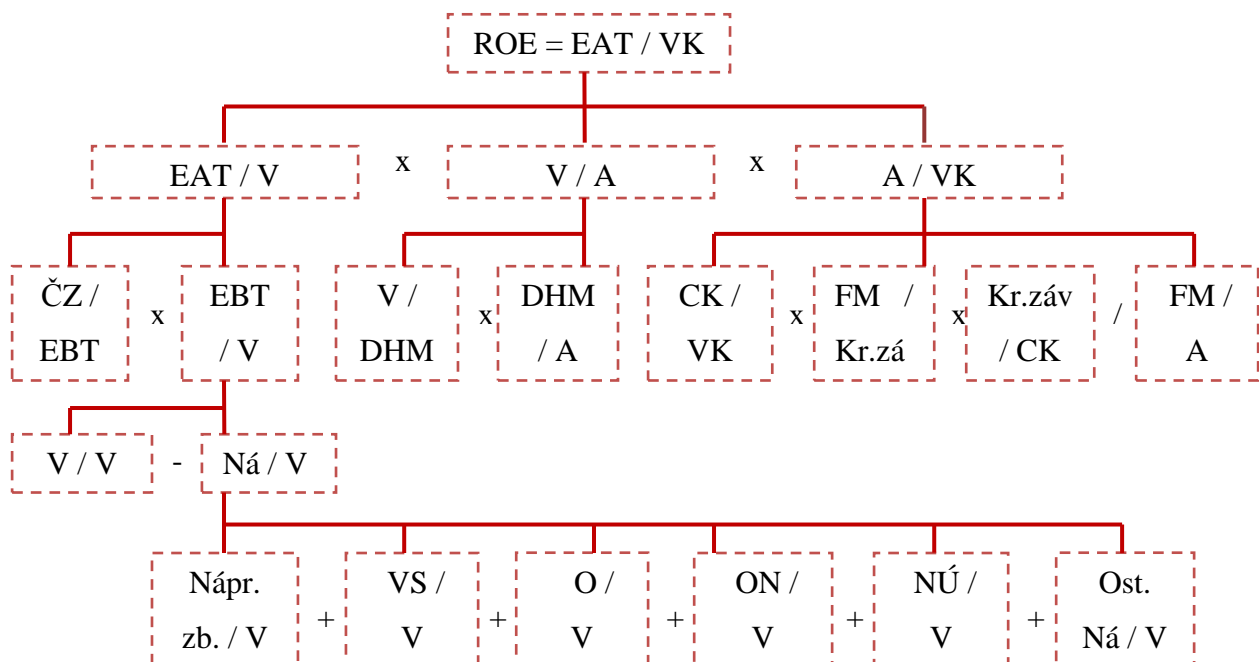 ROE = EAT / VK
EAT / V x V / A x A / VK
ČZ / EBT V / DHM CK / FM / Kr.záv FM /
x x x x /
EBT / V DHM / A VK Kr.zá / CK A
V / V - Ná / V
Nápr. VS / O / ON / NÚ / Ost.
+ + + + +
zb. / V V V V V Ná / V